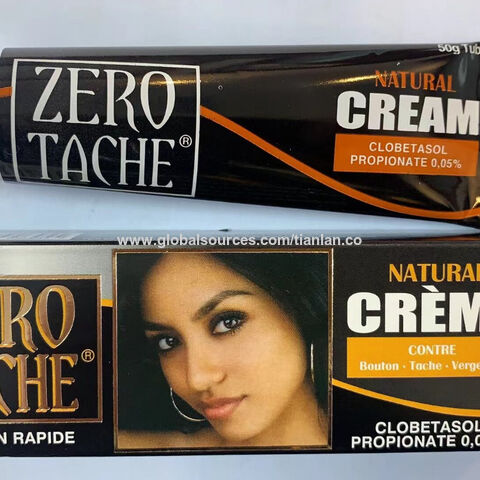 50g Tub
ZERO
TACHE®
NATURAL
CREAM
CLOBETASOL
PROPIONATE 0,05%
www.globalsources.com/tianlan.co
RO
CHE®
N RAPIDE
NATURAL
CRÈM
CONTRE
Bouton · Tache · Verge
CLOBETASOL
PROPIONATE 0,0